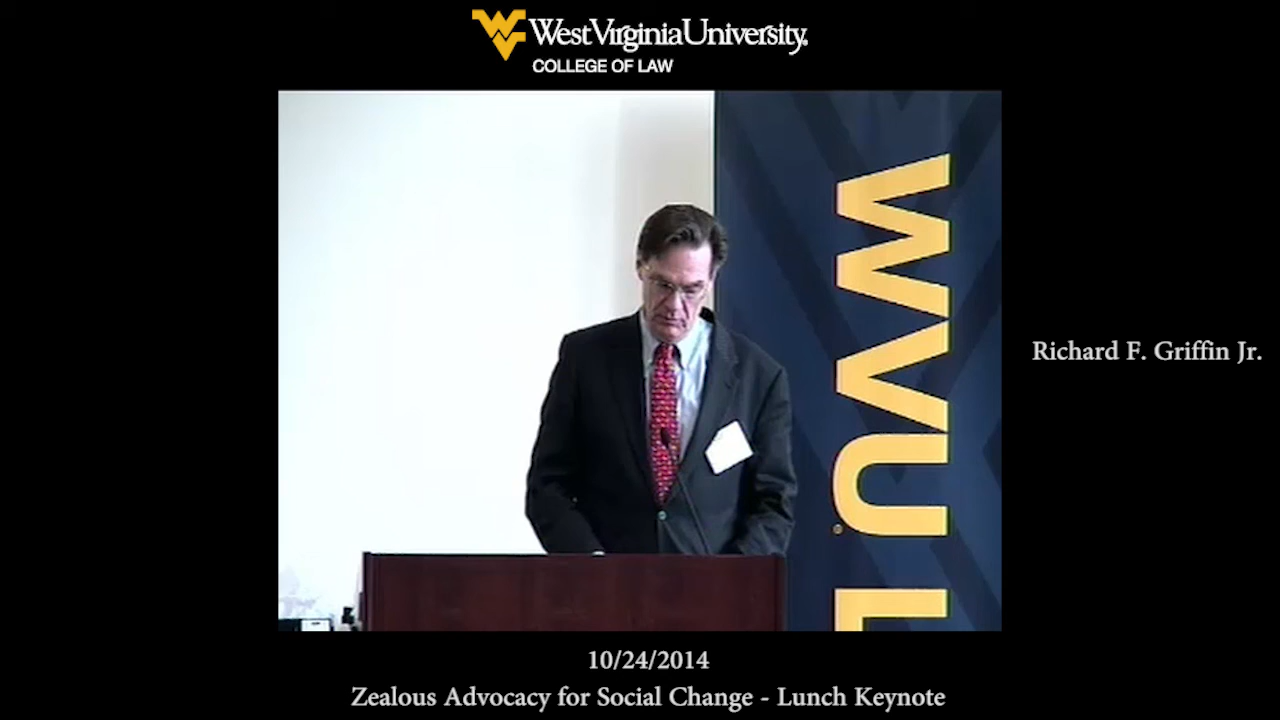 WestVirginiaUniversity.
COLLEGE OF LAW
WVU L
Richard F. Griffin Jr.
10/24/2014
Zealous Advocacy for Social Change - Lunch Keynote